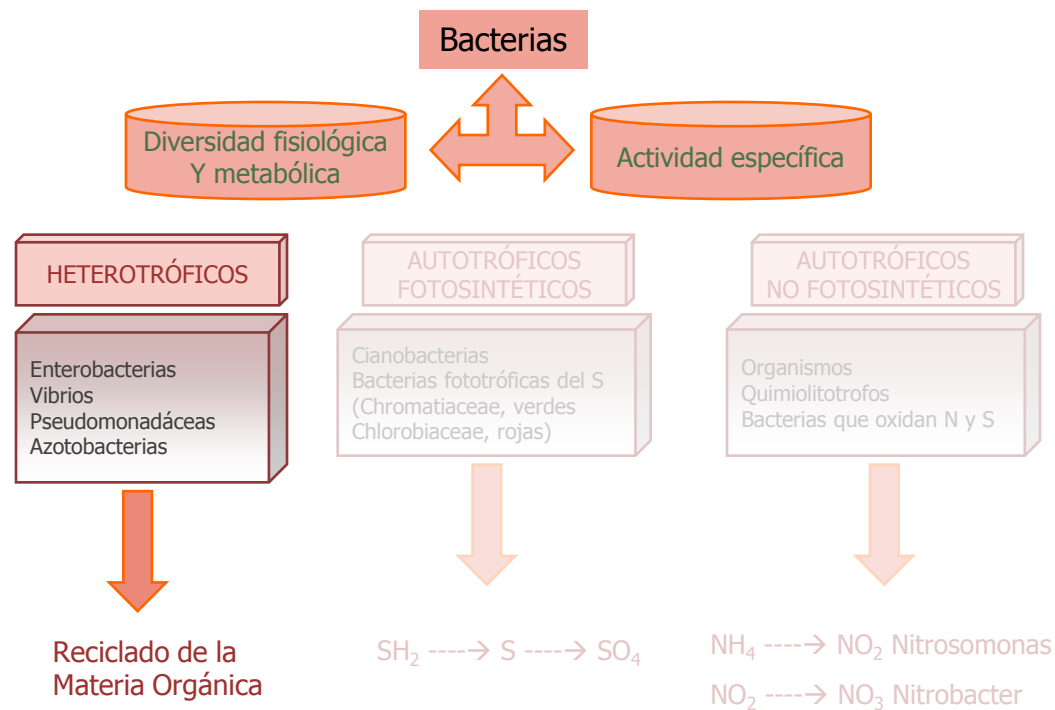 Bacterias
Diversidad fisiológica
Y metabólica
Actividad específica
HETEROTRÓFICOS
Enterobacterias
Vibrios
Pseudomonadáceas
Azotobacterias
Reciclado de la
Materia Orgánica
AUTOTRÓFICOS
FOTOSINTÉTICOS
Cianobacterias
Bacterias fototróficas del S
(Chromatiaceae, verdes
Chlorobiaceae, rojas)
SH₂ ----→ S ----→ SO₄
AUTOTRÓFICOS
NO FOTOSINTÉTICOS
Organismos
Quimiolitotrofos
Bacterias que oxidan N y S
NH₄ ----→ NO₂ Nitrosomonas
NO₂ ----→ NO₃ Nitrobacter